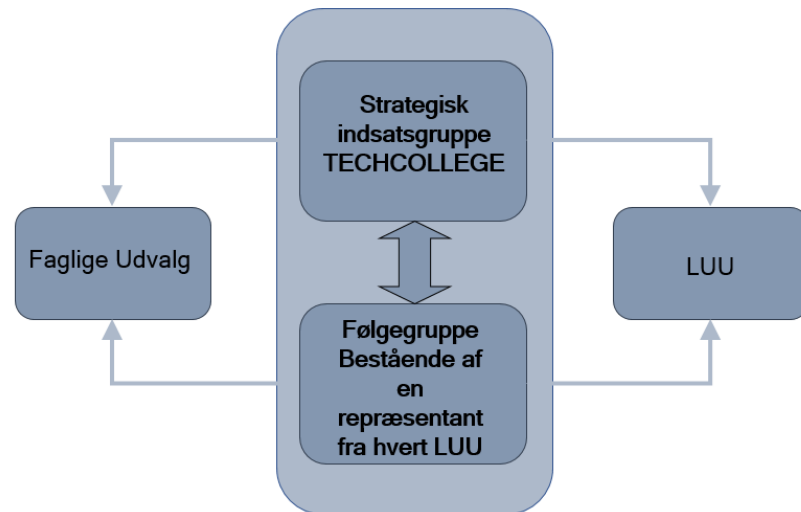 Strategisk
indsatsgruppe
TECHCOLLEGE
Faglige Udvalg
LUU
Følgegruppe
Bestående af
en
repræsentant
fra hvert LUU